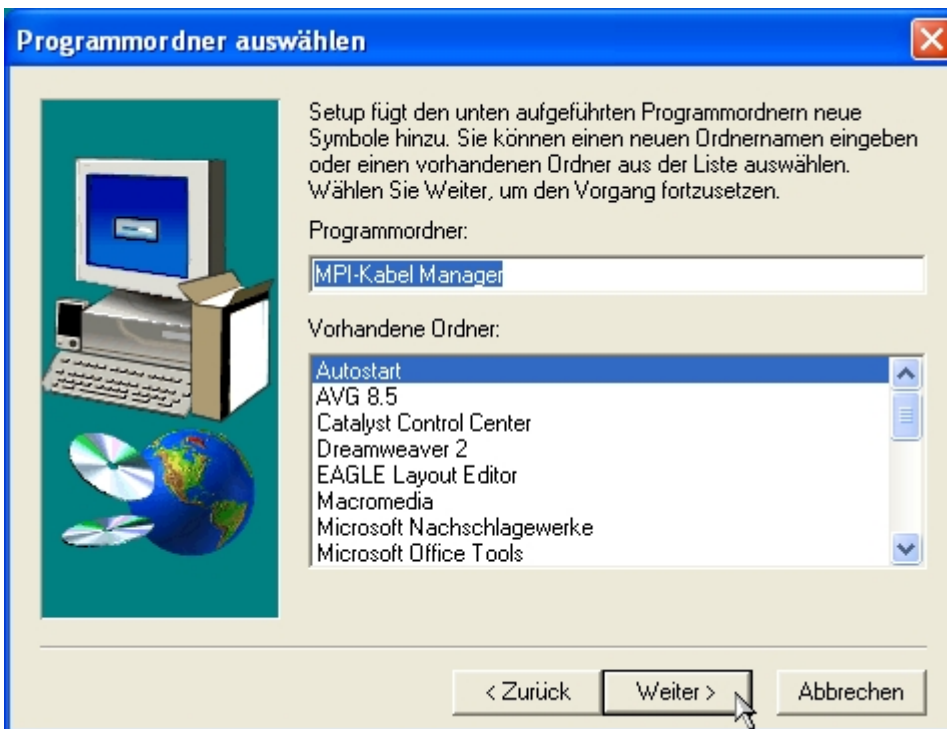 Programmordner auswählen
Setup fügt den unten aufgeführten Programmordnern neue
Symbole hinzu. Sie können einen neuen Ordnernamen eingeben
oder einen vorhandenen Ordner aus der Liste auswählen.
Wählen Sie Weiter, um den Vorgang fortzusetzen.
Programmordner:
MPI-Kabel Manager
Vorhandene Ordner:
Autostart
AVG 8.5
Catalyst Control Center
Dreamweaver 2
EAGLE Layout Editor
Macromedia
Microsoft Nachschlagewerke
Microsoft Office Tools
< Zurück Weiter > Abbrechen